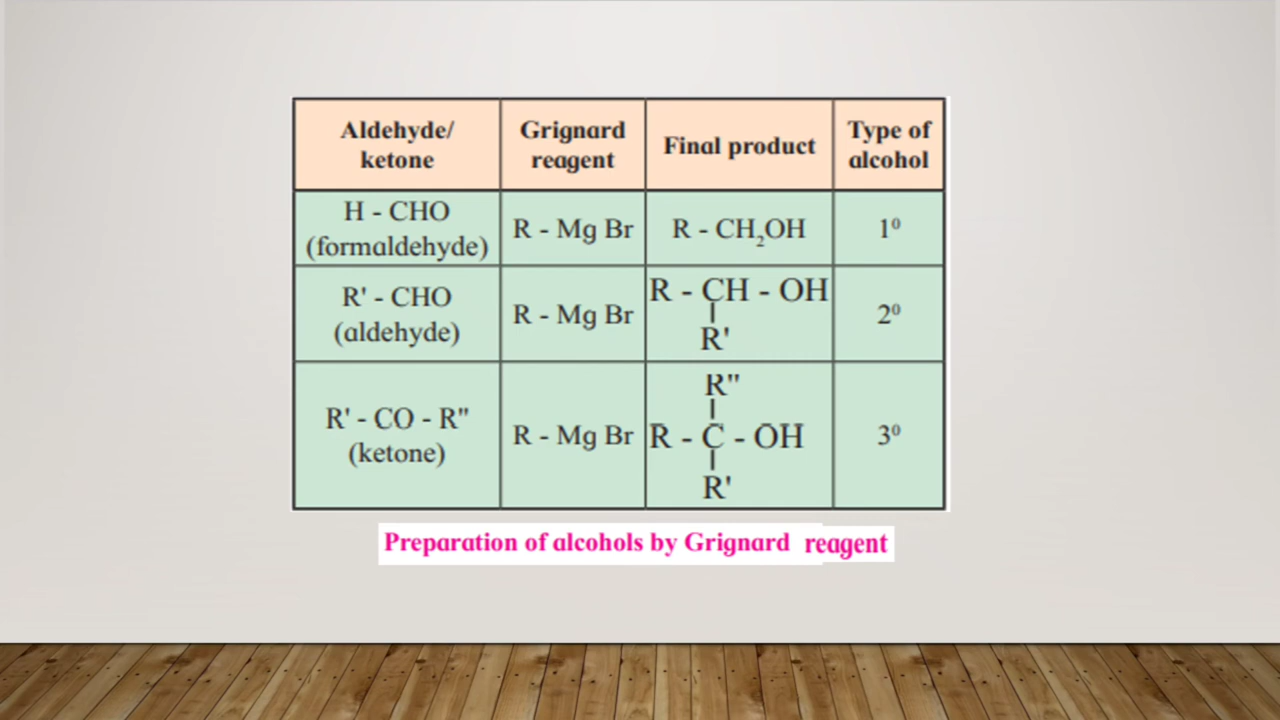 Aldehyde/
ketone
Grignard
reagent
Final product
Type of
alcohol
H - CHO
(formaldehyde)
R - Mg Br
R - CH₂OH
1⁰
R' - CHO
(aldehyde)
R - Mg Br
R - CH - OH
|
R'
2⁰
R' - CO - R"
(ketone)
R - Mg Br
R"
|
R - C - OH
|
R'
3⁰
Preparation of alcohols by Grignard reagent